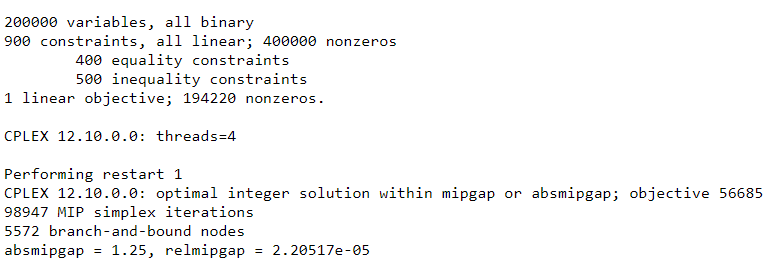 200000 variables, all binary
900 constraints, all linear; 400000 nonzeros
400 equality constraints
500 inequality constraints
1 linear objective; 194220 nonzeros.
CPLEX 12.10.0.0: threads=4
Performing restart 1
CPLEX 12.10.0.0: optimal integer solution within mipgap or absmipgap; objective 56685
98947 MIP simplex iterations
5572 branch-and-bound nodes
absmipgap = 1.25, relmipgap = 2.20517e-05